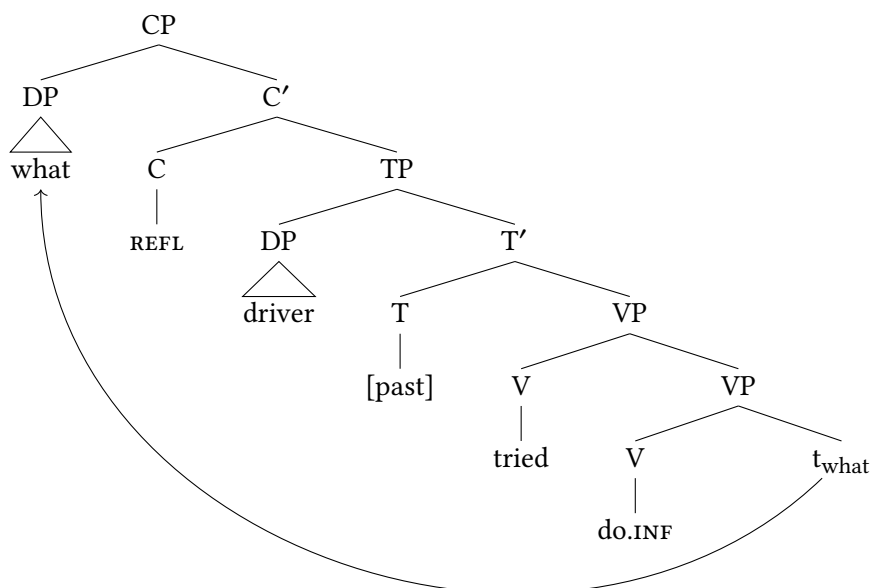 CP
DP C′
what C TP
REFL DP T′
driver T VP
[past] V VP
tried V t_what
do.INF